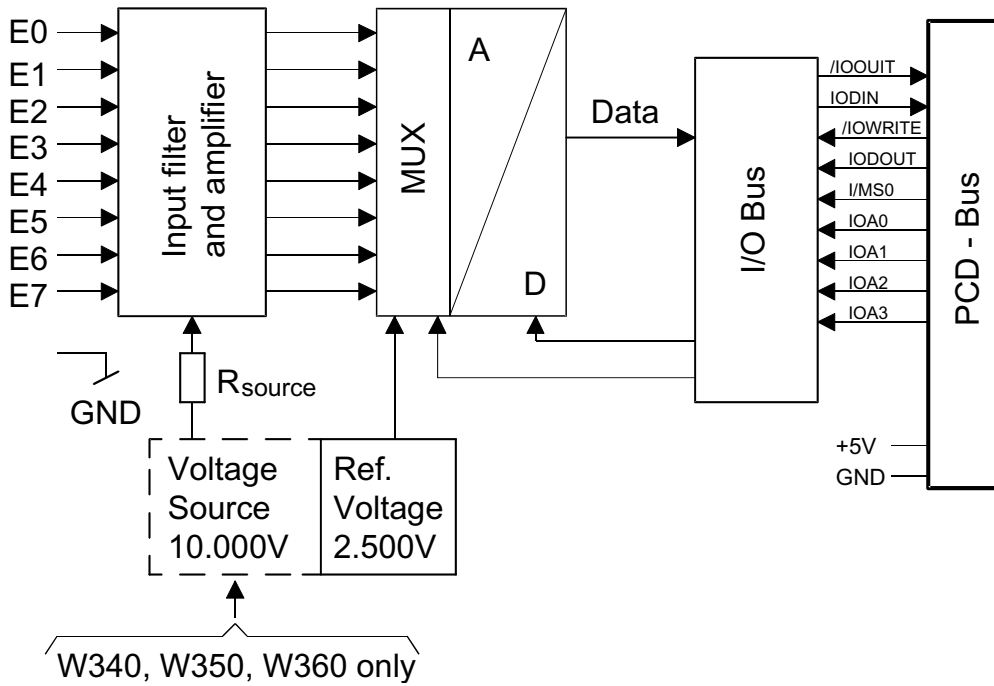 E0
E1
E2
E3
E4
E5
E6
E7
GND
Input filter
and amplifier
MUX
A
D
Data
I/O Bus
/IOOUIT
IODIN
/IOWRITE
IODOUT
I/MS0
IOA0
IOA1
IOA2
IOA3
+5V
GND
PCD - Bus
Rsource
Voltage
Source
10.000V
Ref.
Voltage
2.500V
W340, W350, W360 only